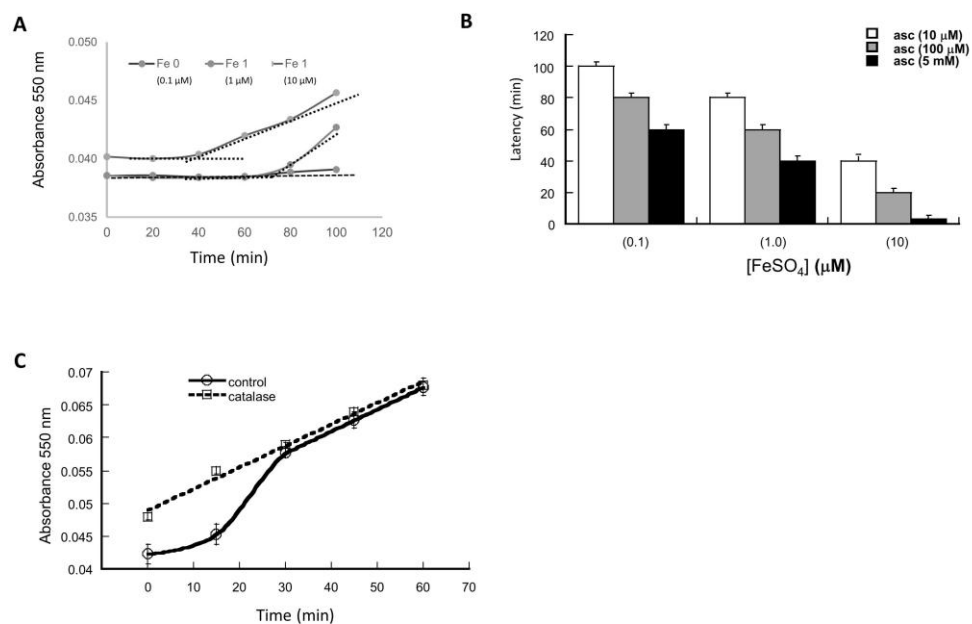 A
0.050
0.045
0.040
0.035
Absorbance 550 nm
Fe 0 Fe 1 Fe 1
(0.1 µM) (1 µM) (10 µM)
0 20 40 60 80 100 120
Time (min)
B
asc (10 µM)
asc (100 µM)
asc (5 mM)
120
100
80
60
40
20
0
Latency (min)
(0.1) (1.0) (10)
[FeSO₄] (µM)
C
0.07
0.065
0.06
0.055
0.05
0.045
0.04
Absorbance 550 nm
control
catalase
0 10 20 30 40 50 60 70
Time (min)